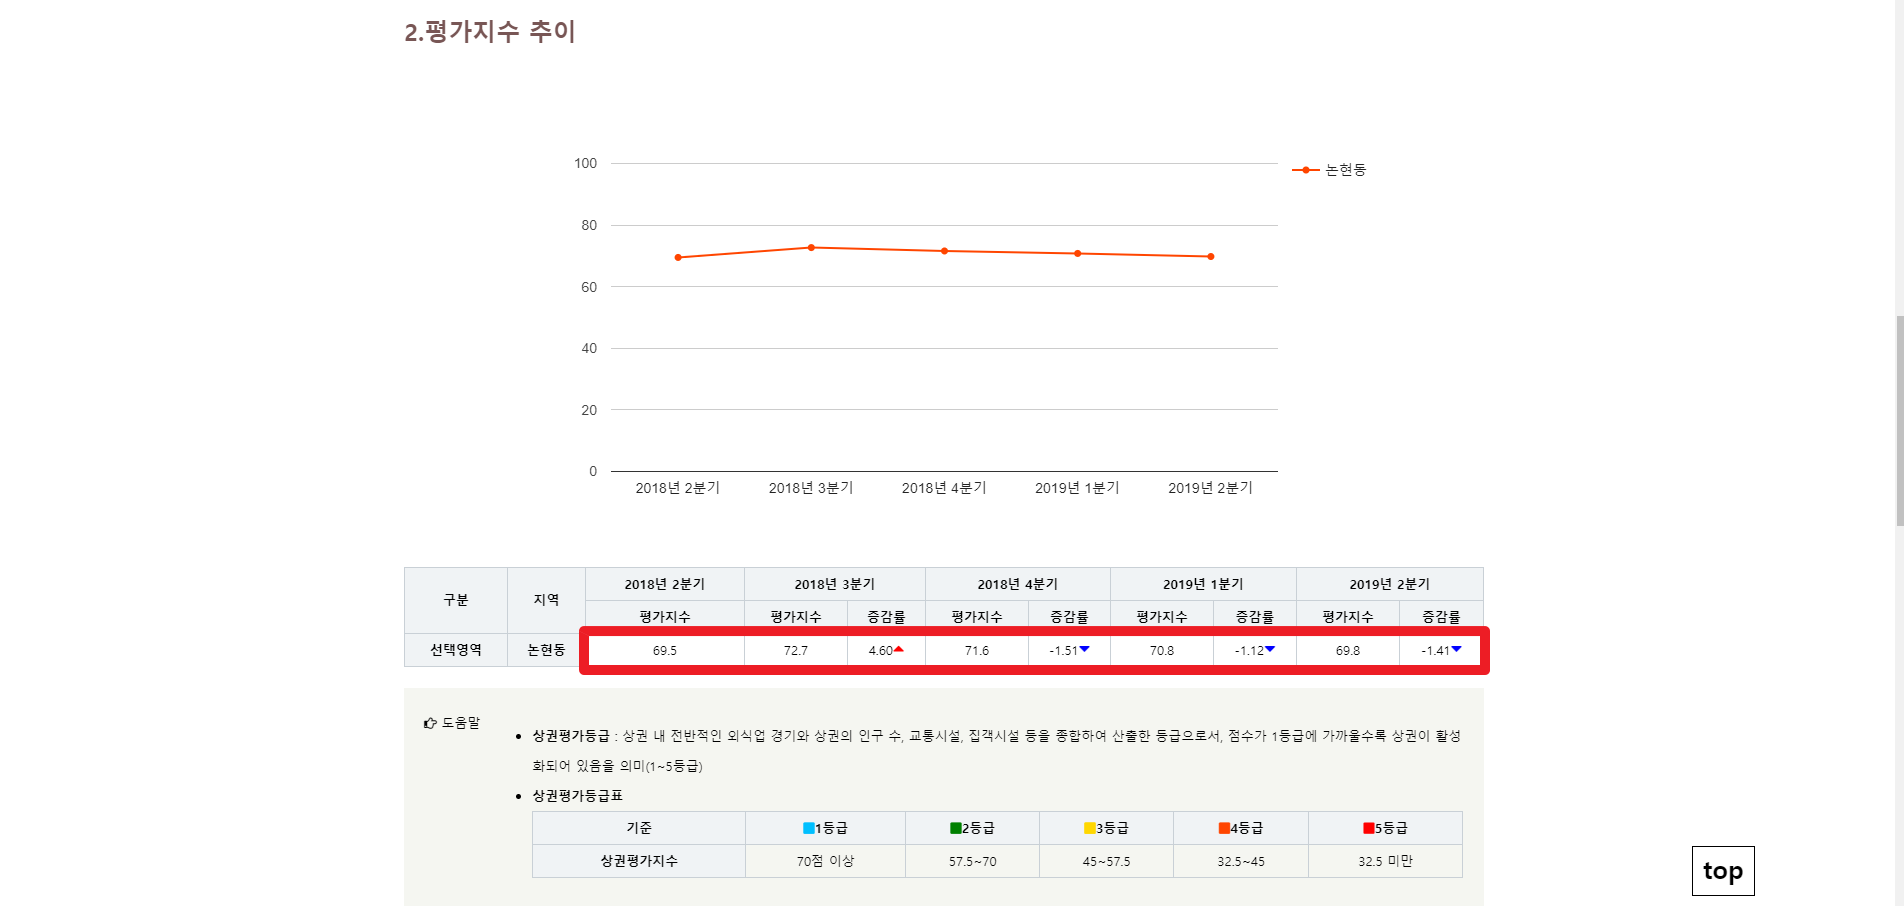 2.평가지수 추이
100
80
60
40
20
0
논현동
2018년 2분기 2018년 3분기 2018년 4분기 2019년 1분기 2019년 2분기
구분 지역 2018년 2분기 2018년 3분기 2018년 4분기 2019년 1분기 2019년 2분기
평가지수 평가지수 증감률 평가지수 증감률 평가지수 증감률 평가지수 증감률
선택영역 논현동 69.5 72.7 4.60 71.6 -1.51 70.8 -1.12 69.8 -1.41
도움말
상권평가등급 : 상권 내 전반적인 외식업 경기와 상권의 인구 수, 교통시설, 집객시설 등을 종합하여 산출한 등급으로서, 점수가 1등급에 가까울수록 상권이 활성
화되어 있음을 의미(1~5등급)
상권평가등급표
기준 1등급 2등급 3등급 4등급 5등급
상권평가지수 70점 이상 57.5~70 45~57.5 32.5~45 32.5 미만
top